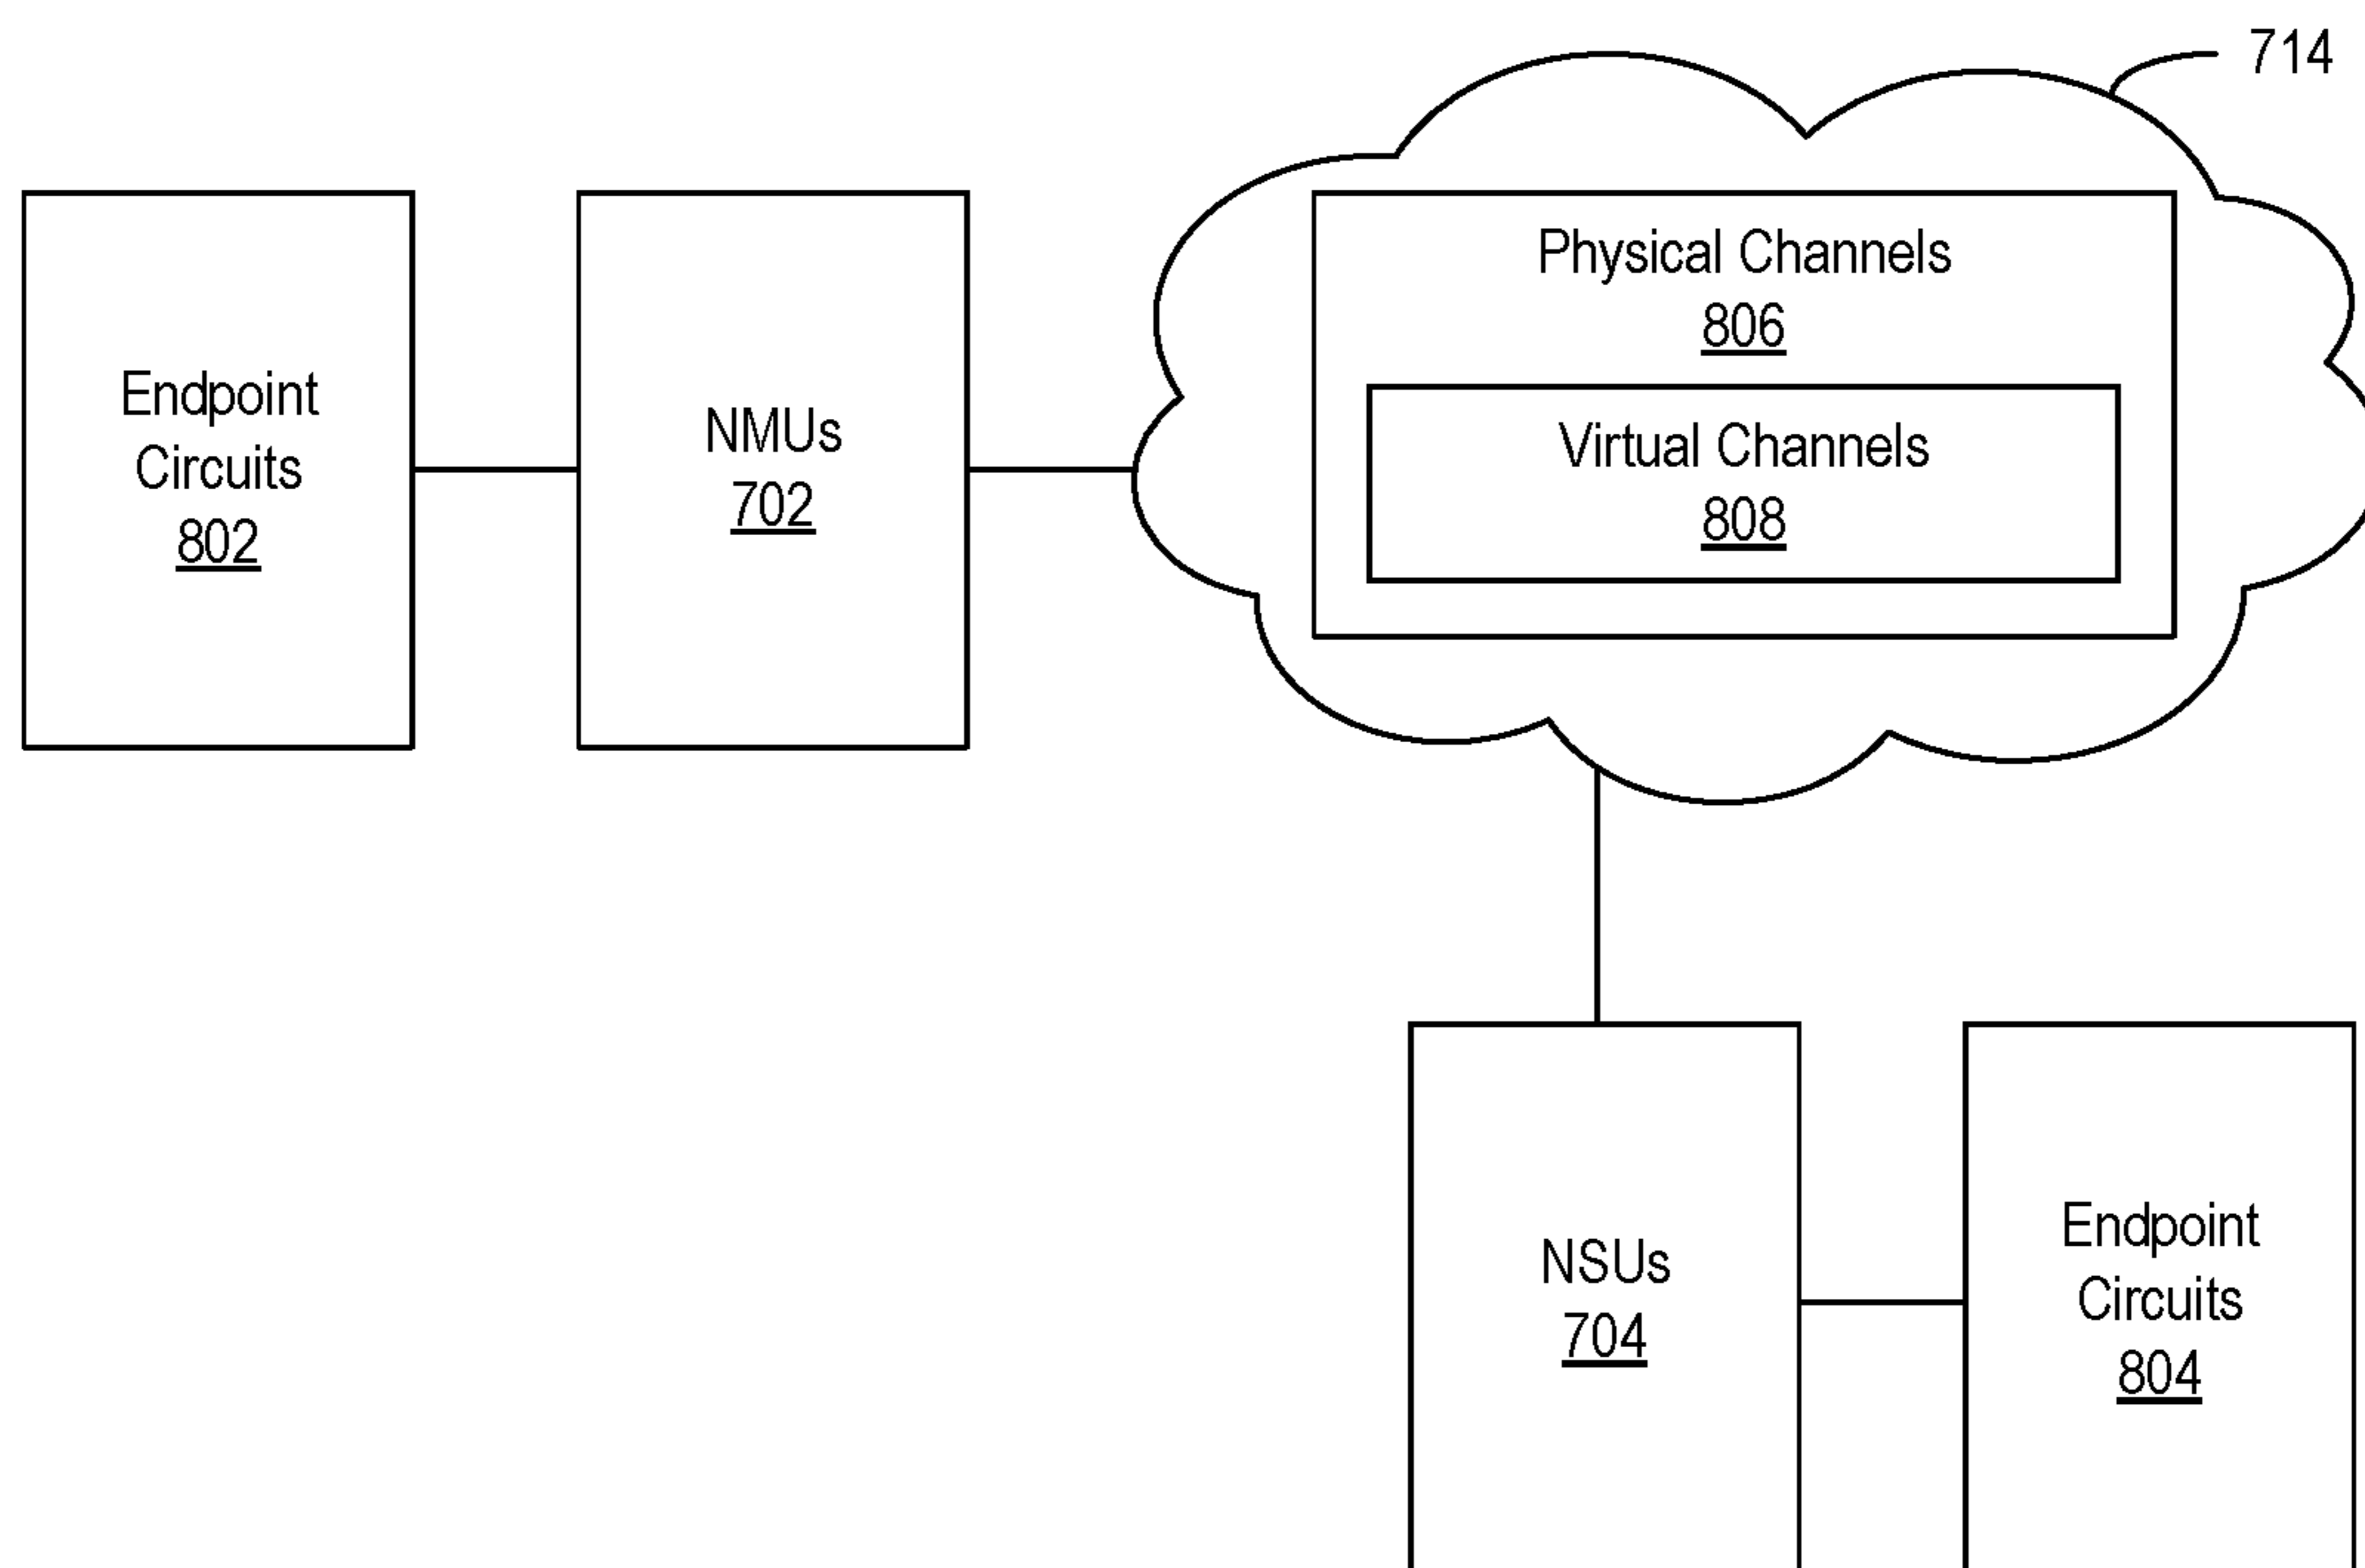 714
Endpoint
Circuits
802
NMUs
702
Physical Channels
806
Virtual Channels
808
NSUs
704
Endpoint
Circuits
804